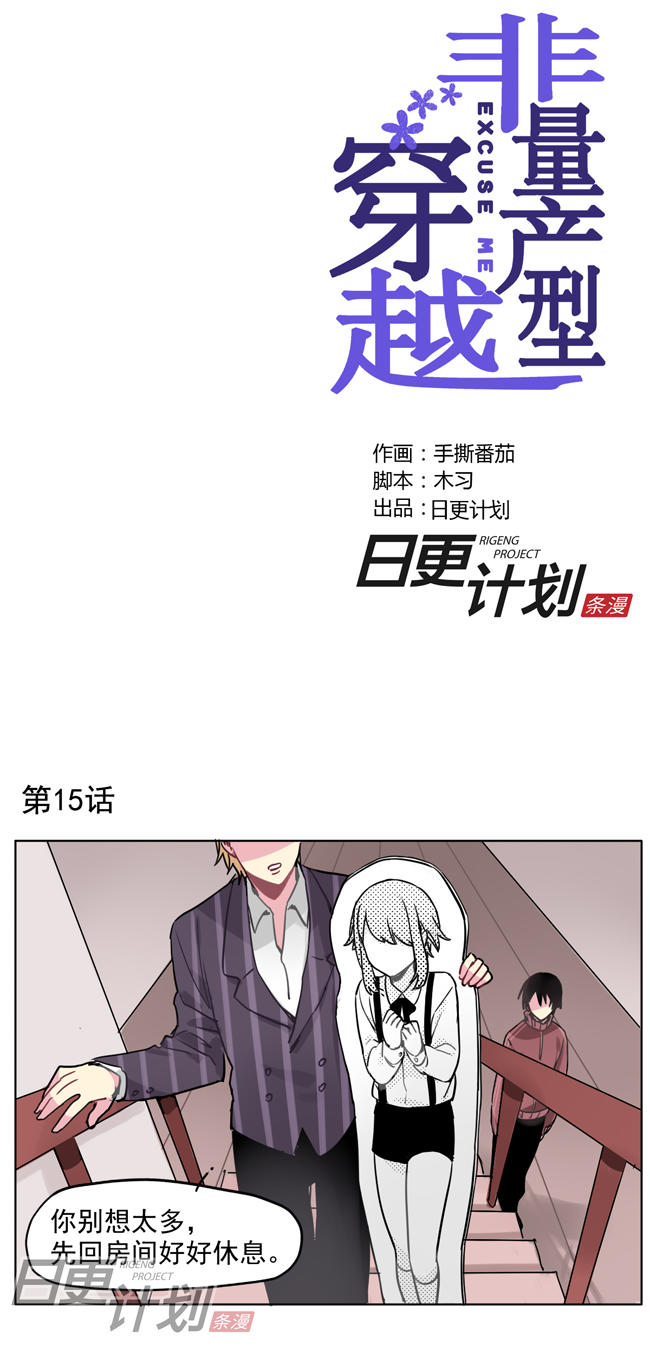 非量产型
穿越
EXCUSE ME
作画：手撕番茄
脚本：木习
出品：日更计划
日更计划
RIGENG
PROJECT
条漫
第15话
你别想太多，
先回房间好好休息。
日更计划
RIGENG
PROJECT
条漫